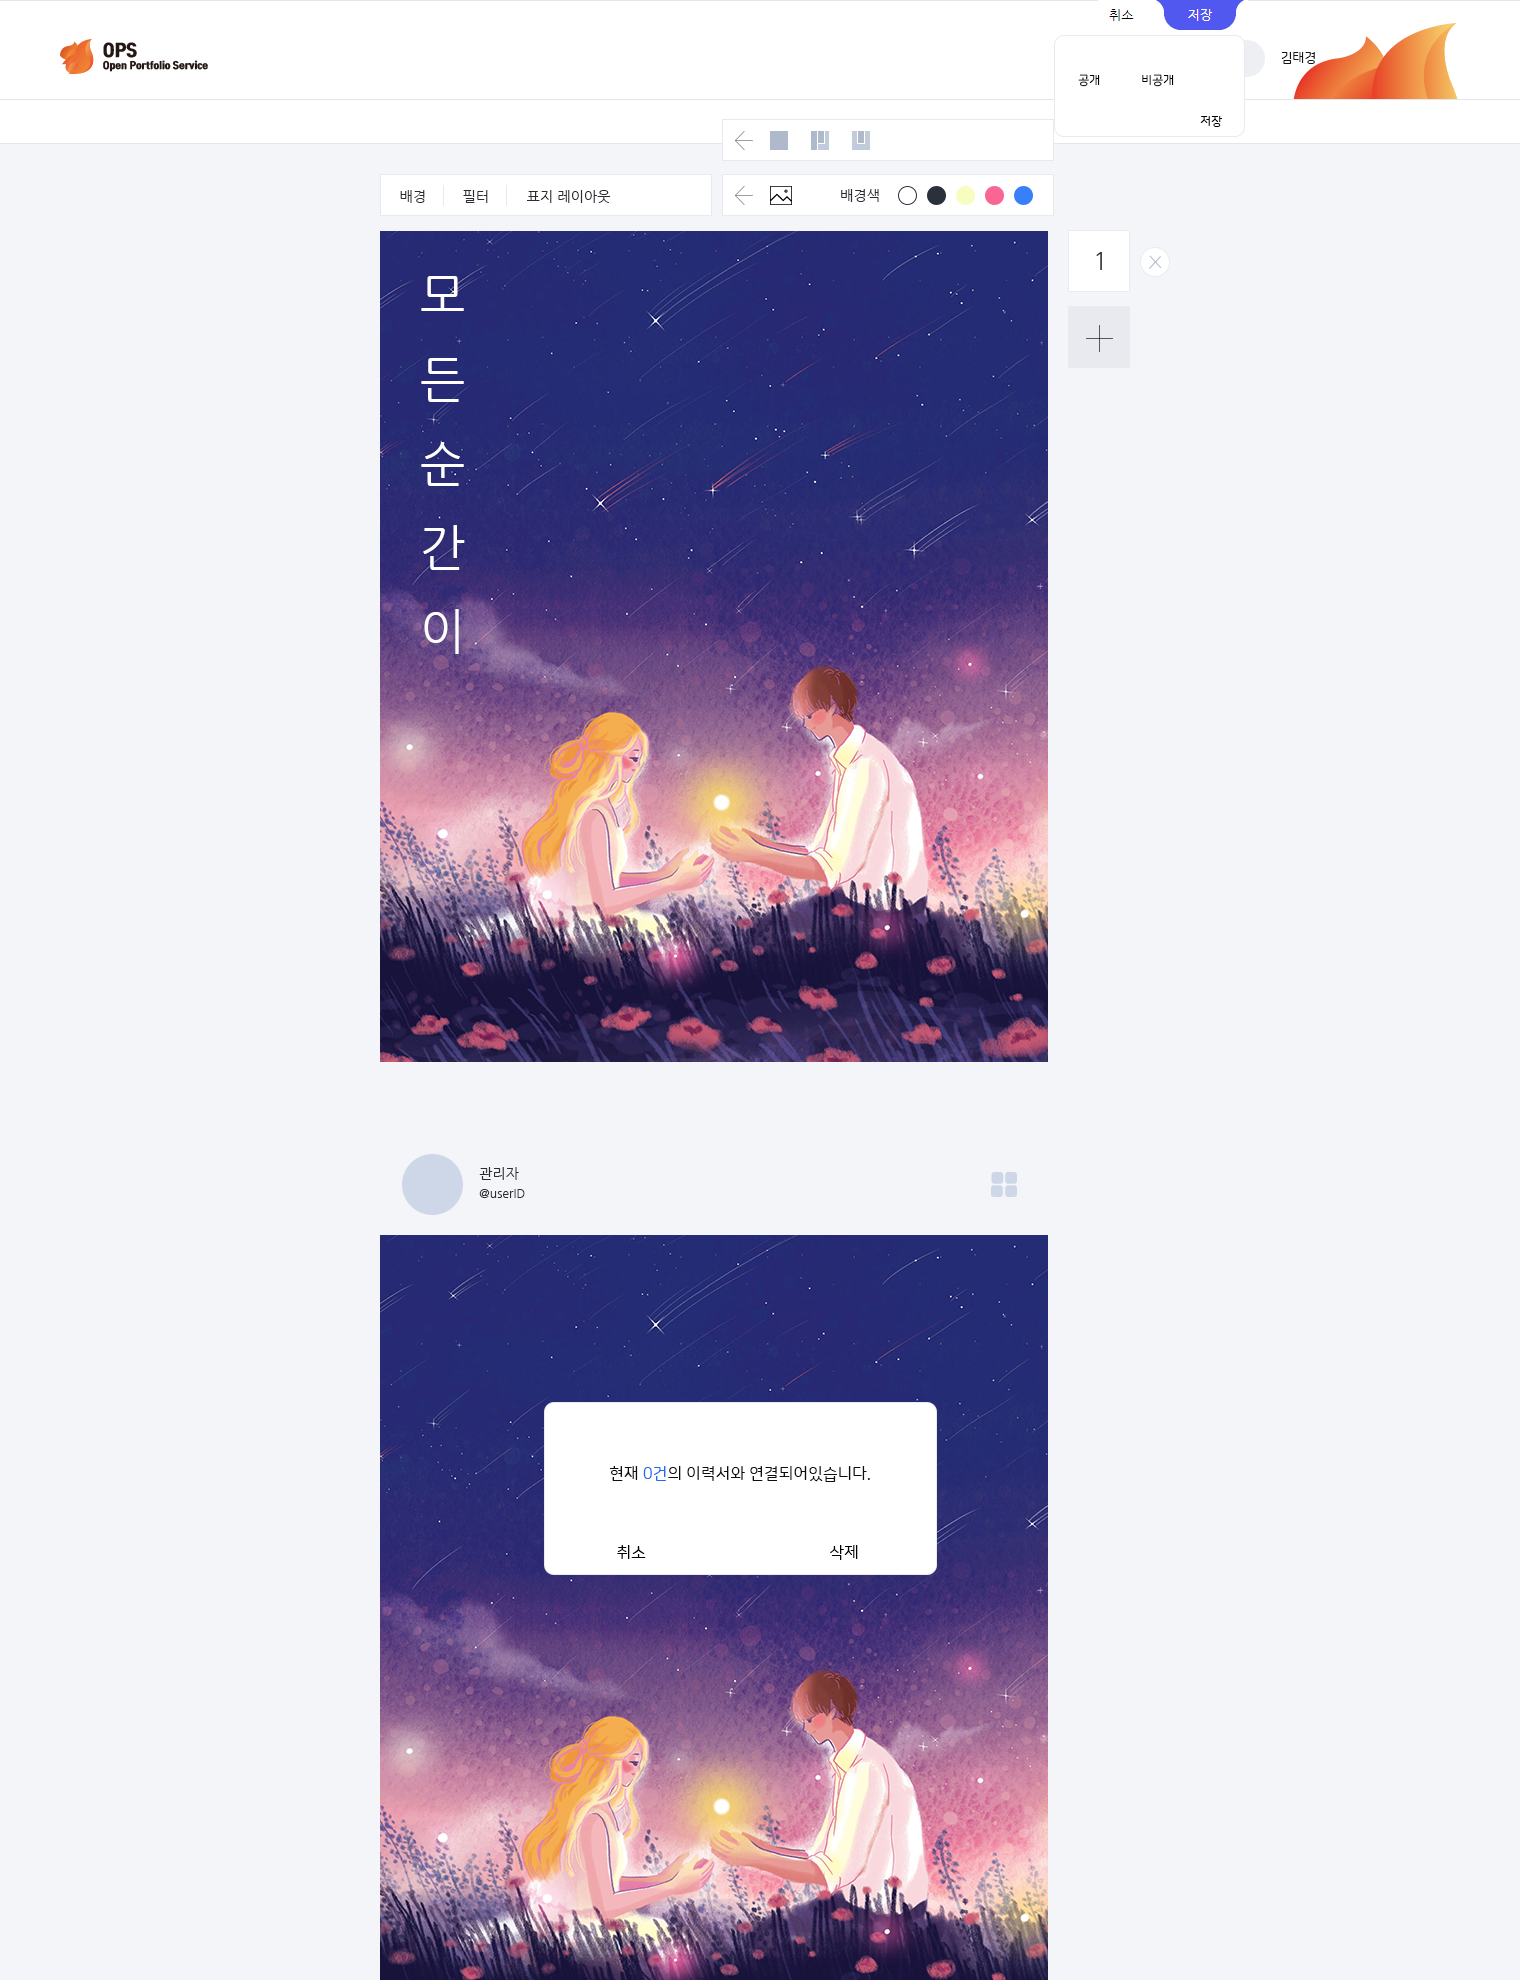 취소
저장
OPS
Open Portfolio Service
김태경
공개
비공개
저장
배경
필터
표지 레이아웃
배경색
1
모
든
순
간
이
관리자
@userID
현재 0건의 이력서와 연결되어있습니다.
취소
삭제